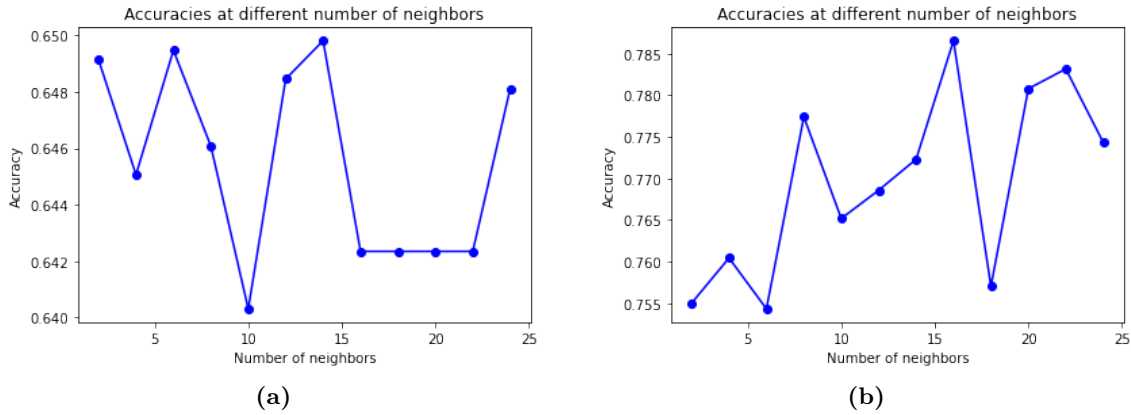 Accuracies at different number of neighbors
0.650
0.648
0.646
0.644
0.642
0.640
Accuracy
5
10
15
20
25
Number of neighbors
(a)
Accuracies at different number of neighbors
0.785
0.780
0.775
0.770
0.765
0.760
0.755
Accuracy
5
10
15
20
25
Number of neighbors
(b)